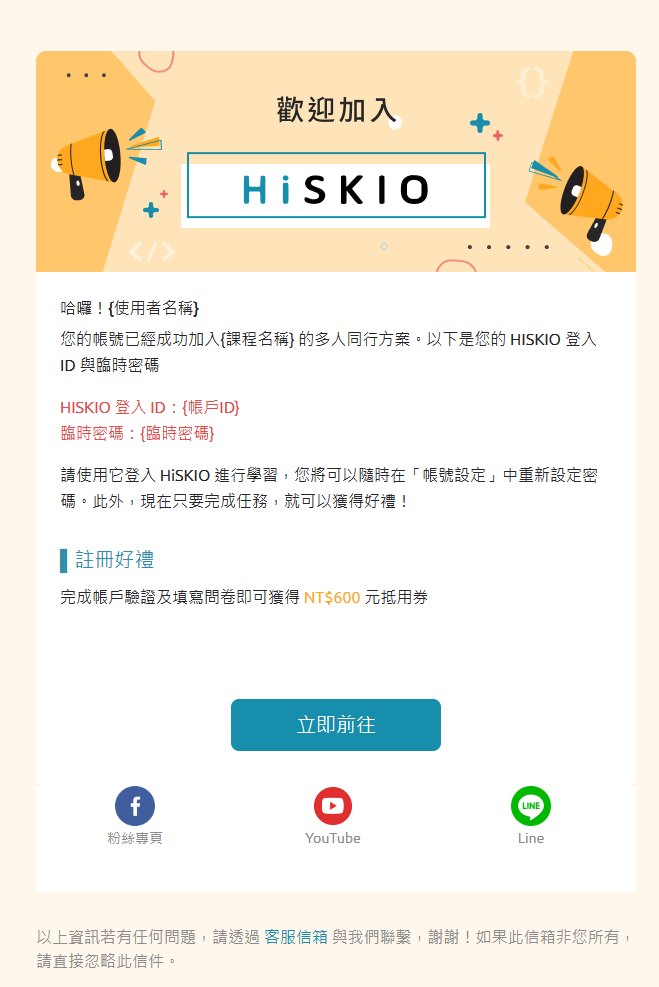 歡迎加入
HiSKIO
哈囉！{使用者名稱}
您的帳號已經成功加入{課程名稱} 的多人同行方案。以下是您的 HISKIO 登入
ID 與臨時密碼
HISKIO 登入 ID：{帳戶ID}
臨時密碼：{臨時密碼}
請使用它登入 HiSKIO 進行學習，您將可以隨時在「帳號設定」中重新設定密
碼。此外，現在只要完成任務，就可以獲得好禮！
註冊好禮
完成帳戶驗證及填寫問卷即可獲得 NT$600 元抵用券
立即前往
LINE
粉絲專頁 YouTube Line
以上資訊若有任何問題，請透過 客服信箱 與我們聯繫，謝謝！如果此信箱非您所有，
請直接忽略此信件。